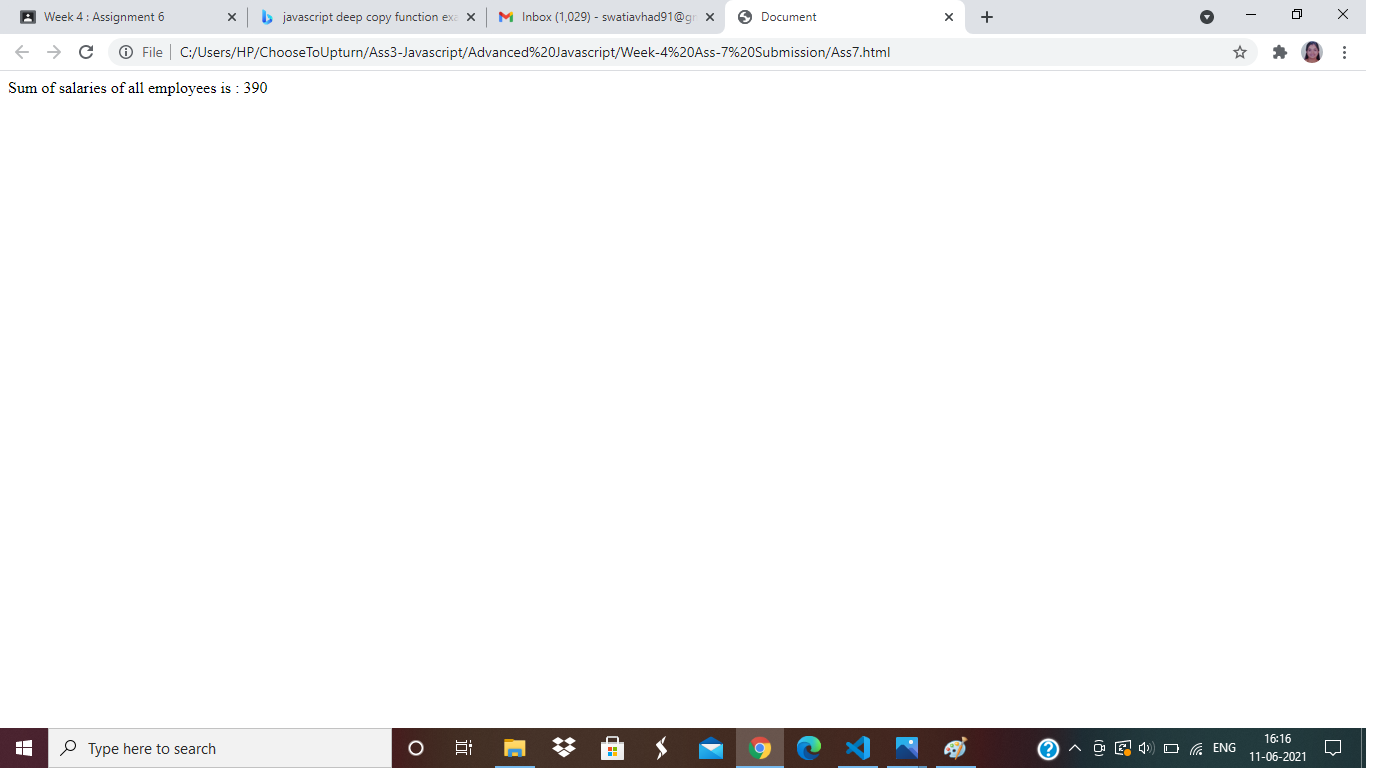 Week 4 : Assignment 6
javascript deep copy function exa
Inbox (1,029) - swatiavhad91@gr
Document
File
C:/Users/HP/ChooseToUpturn/Ass3-Javascript/Advanced%20Javascript/Week-4%20Ass-7%20Submission/Ass7.html
Sum of salaries of all employees is : 390
Type here to search
ENG
16:16
11-06-2021